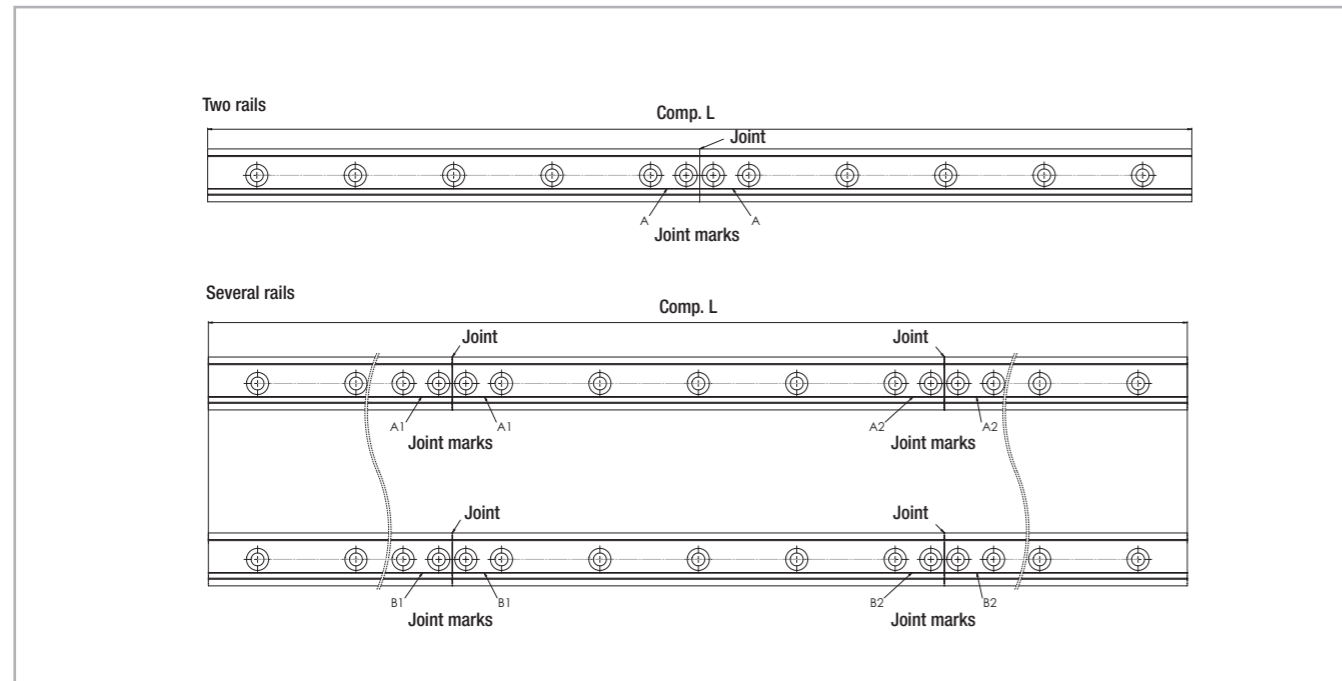 Two rails
Comp. L
Joint
A A
Joint marks
Several rails
Comp. L
Joint Joint
A1 A1 A2 A2
Joint marks Joint marks
Joint Joint
B1 B1 B2 B2
Joint marks Joint marks